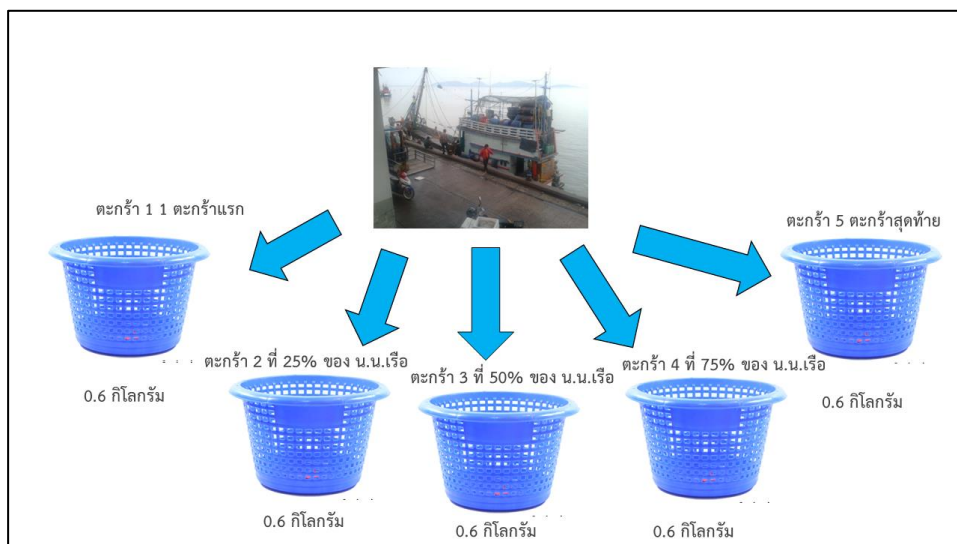 ตะกร้า 1 1 ตะกร้าแรก
ตะกร้า 5 ตะกร้าสุดท้าย
ตะกร้า 2 ที่ 25% ของ น.น.เรือ
ตะกร้า 3 ที่ 50% ของ น.น.เรือ
ตะกร้า 4 ที่ 75% ของ น.น.เรือ
0.6 กิโลกรัม
0.6 กิโลกรัม
0.6 กิโลกรัม
0.6 กิโลกรัม
0.6 กิโลกรัม